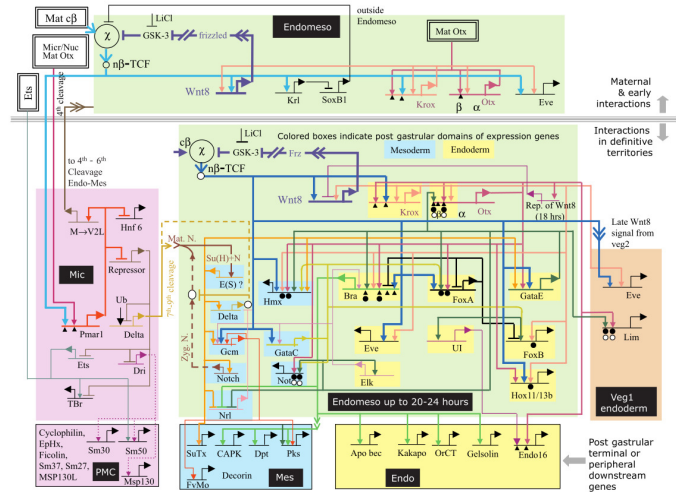 Mat cβ
outside
Endomeso
LiCl
Endomeso
χ
GSK-3
frizzled
Mat Otx
Micr/Nuc
Mat Otx
nβ-TCF
Ets
4th cleavage
Wnt8
Krl
SoxB1
Krox
β
α
Otx
Eve
Maternal
& early
interactions
Interactions
in definitive
territories
LiCl
Colored boxes indicate post gastrular domains of expression genes
cβ
χ
GSK-3
Frz
Mesoderm
Endoderm
nβ-TCF
to 4th - 6th
Cleavage
Endo-Mes
Wnt8
Krox
β
α
Otx
Rep. of Wnt8
(18 hrs)
Late Wnt8
signal from
veg2
M→V2L
Hnf 6
Mat. N.
Su(H)+N
E(S) ?
Mic
Repressor
7th-9th cleavage
Hmx
Bra
FoxA
GataE
Eve
Ub
Pmar1
Delta
Delta
Lim
Gcm
GataC
Eve
UI
FoxB
Zyg. N.
Ets
Dri
Notch
Not
Elk
Hox11/13b
TBr
Nrl
Endomeso up to 20-24 hours
Veg1
endoderm
Cyclophilin,
EpHx,
Ficolin,
Sm37, Sm27,
MSP130L
Sm30
Sm50
PMC
Msp130
SuTx
CAPK
Dpt
Pks
FvMo
Decorin
Mes
Apo bec
Kakapo
OrCT
Gelsolin
Endo16
Endo
Post gastrular
terminal or
peripheral
downstream
genes